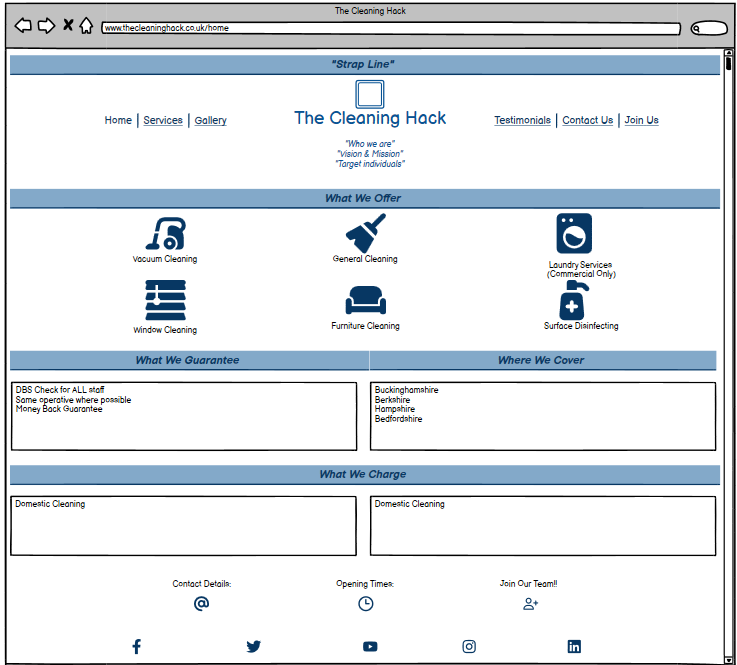 The Cleaning Hack
www.thecleaninghack.co.uk/home
"Strap Line"
Home | Services | Gallery
The Cleaning Hack
Testimonials | Contact Us | Join Us
"Who we are"
"Vision & Mission"
"Target individuals"
What We Offer
Vacuum Cleaning
General Cleaning
Laundry Services
(Commercial Only)
Window Cleaning
Furniture Cleaning
Surface Disinfecting
What We Guarantee
Where We Cover
DBS Check for ALL staff
Same operative where possible
Money Back Guarantee
Buckinghamshire
Berkshire
Hampshire
Bedfordshire
What We Charge
Domestic Cleaning
Domestic Cleaning
Contact Details:
Opening Times:
Join Our Team!!